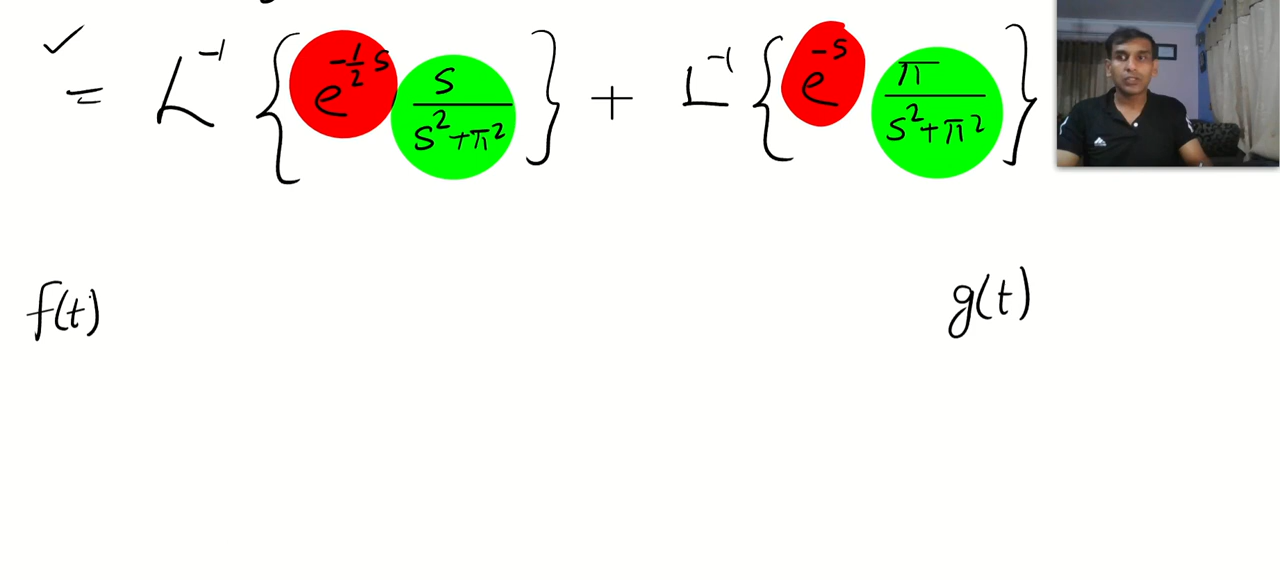 ✓
= L⁻¹ { e^(-1/2 s) s/(s²+π²) } + L⁻¹ { e^(-s) π/(s²+π²) }
f(t) g(t)